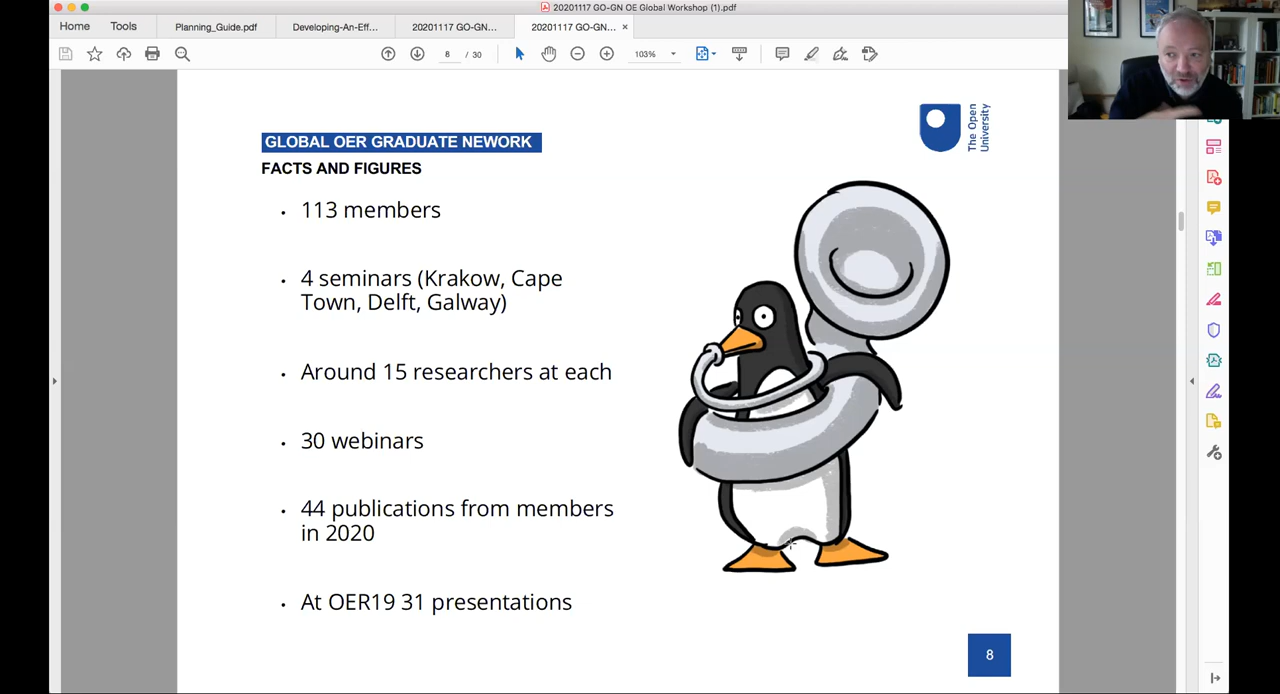 20201117 GO-GN OE Global Workshop (1).pdf
Home Tools Planning_Guide.pdf Developing-An-Eff... 20201117 GO-GN... 20201117 GO-GN... ×
8 / 30 103%
The Open
University
GLOBAL OER GRADUATE NEWORK
FACTS AND FIGURES
• 113 members
• 4 seminars (Krakow, Cape
Town, Delft, Galway)
• Around 15 researchers at each
• 30 webinars
• 44 publications from members
in 2020
• At OER19 31 presentations
8